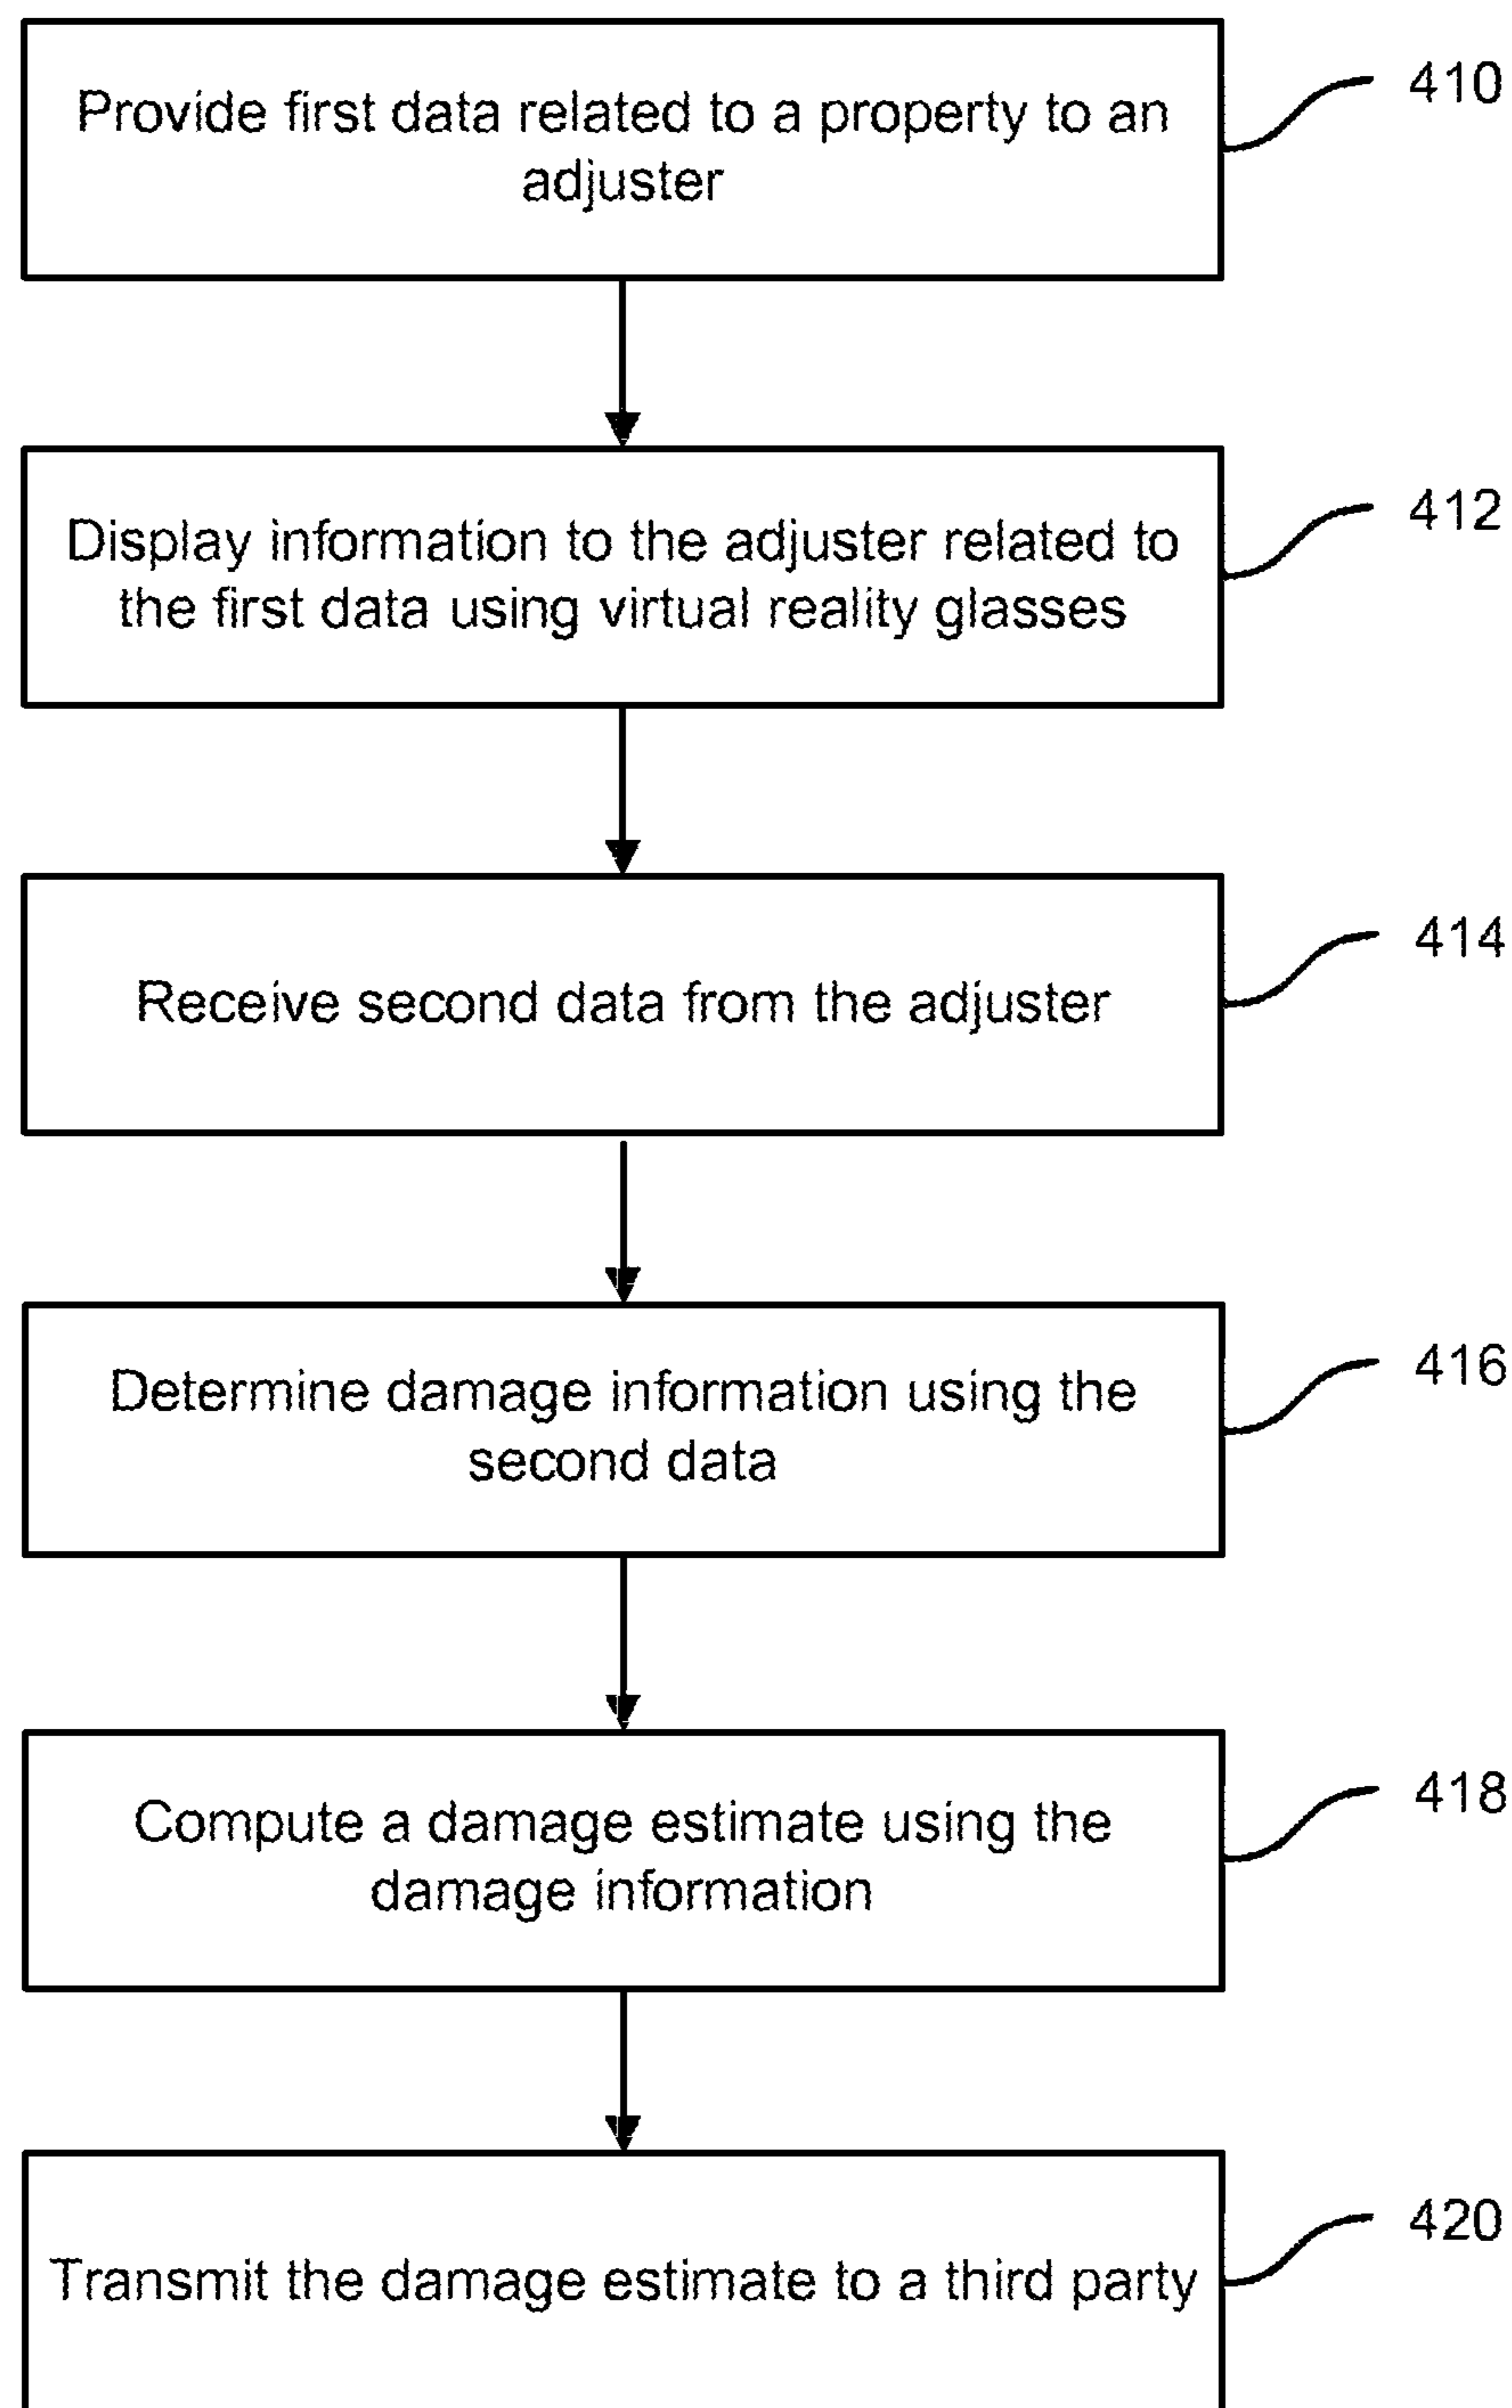 Provide first data related to a property to an
adjuster
410
Display information to the adjuster related to
the first data using virtual reality glasses
412
Receive second data from the adjuster
414
Determine damage information using the
second data
416
Compute a damage estimate using the
damage information
418
Transmit the damage estimate to a third party
420